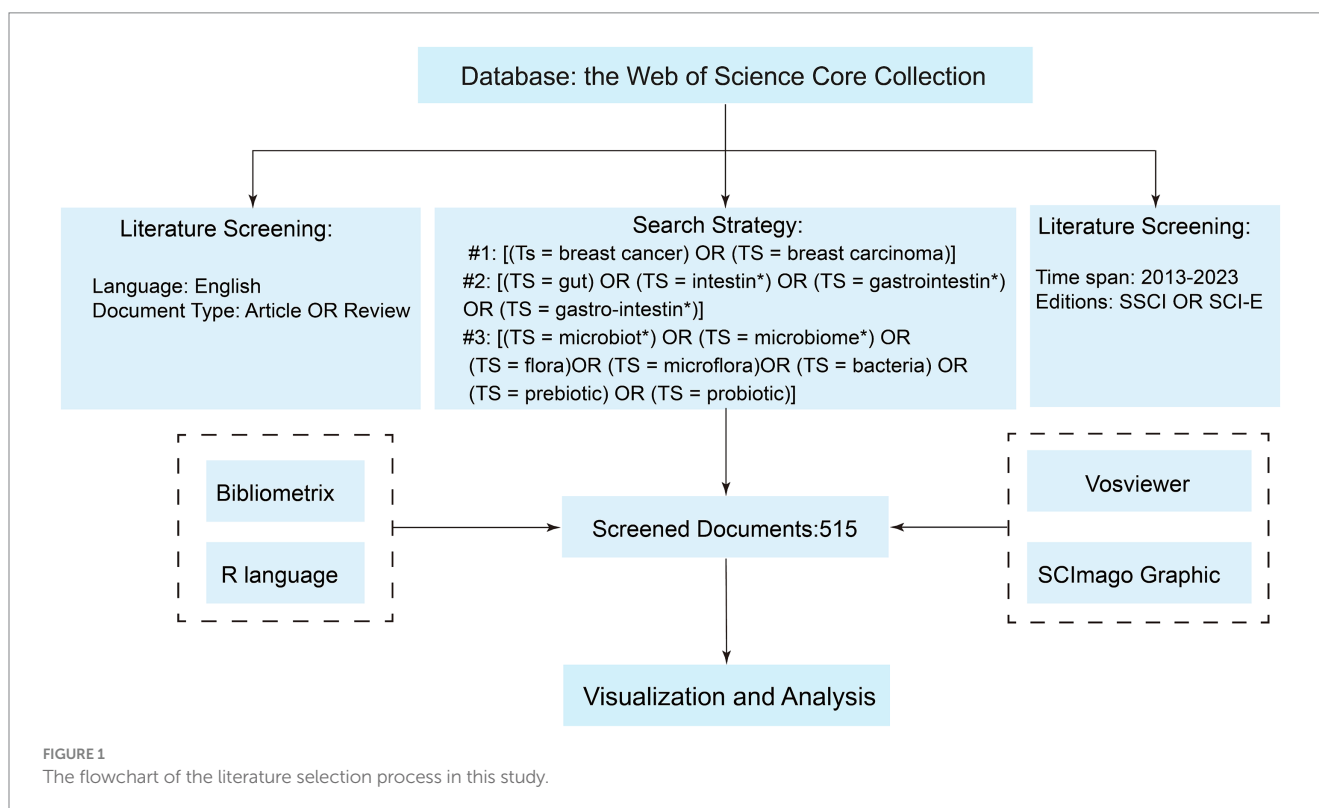 Database: the Web of Science Core Collection
Literature Screening:
Language: English
Document Type: Article OR Review
Search Strategy:
#1: [(Ts = breast cancer) OR (TS = breast carcinoma)]
#2: [(TS = gut) OR (TS = intestin*) OR (TS = gastrointestin*)
OR (TS = gastro-intestin*)]
#3: [(TS = microbiot*) OR (TS = microbiome*) OR
(TS = flora)OR (TS = microflora)OR (TS = bacteria) OR
(TS = prebiotic) OR (TS = probiotic)]
Literature Screening:
Time span: 2013-2023
Editions: SSCI OR SCI-E
Bibliometrix
R language
Screened Documents:515
Vosviewer
SCImago Graphic
Visualization and Analysis
FIGURE 1
The flowchart of the literature selection process in this study.